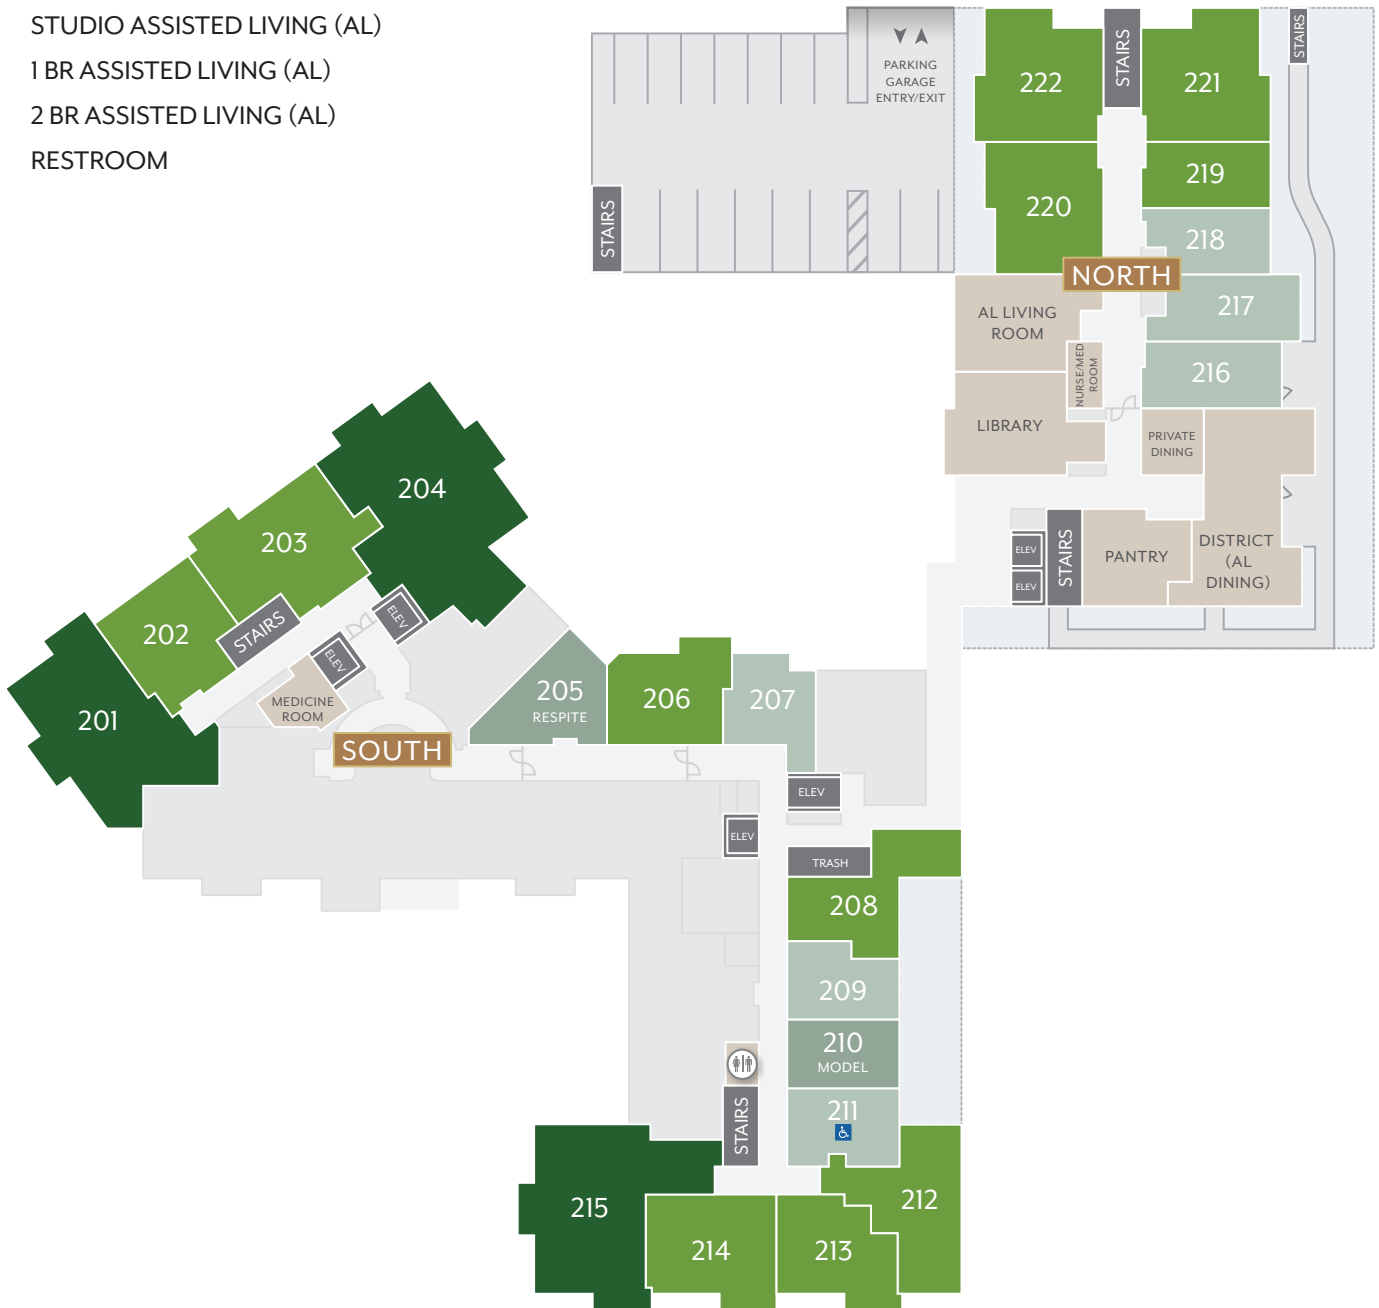 STUDIO ASSISTED LIVING (AL)
1 BR ASSISTED LIVING (AL)
2 BR ASSISTED LIVING (AL)
RESTROOM
PARKING
GARAGE
ENTRY/EXIT
STAIRS
222
STAIRS
221
STAIRS
220
219
218
NORTH
217
216
AL LIVING
ROOM
NURSE/MED
ROOM
LIBRARY
PRIVATE
DINING
ELEV
ELEV
STAIRS
PANTRY
DISTRICT
(AL
DINING)
204
203
202
201
STAIRS
ELEV
ELEV
MEDICINE
ROOM
SOUTH
205
RESPITE
206
207
ELEV
ELEV
TRASH
208
209
210
MODEL
211
STAIRS
212
213
214
215